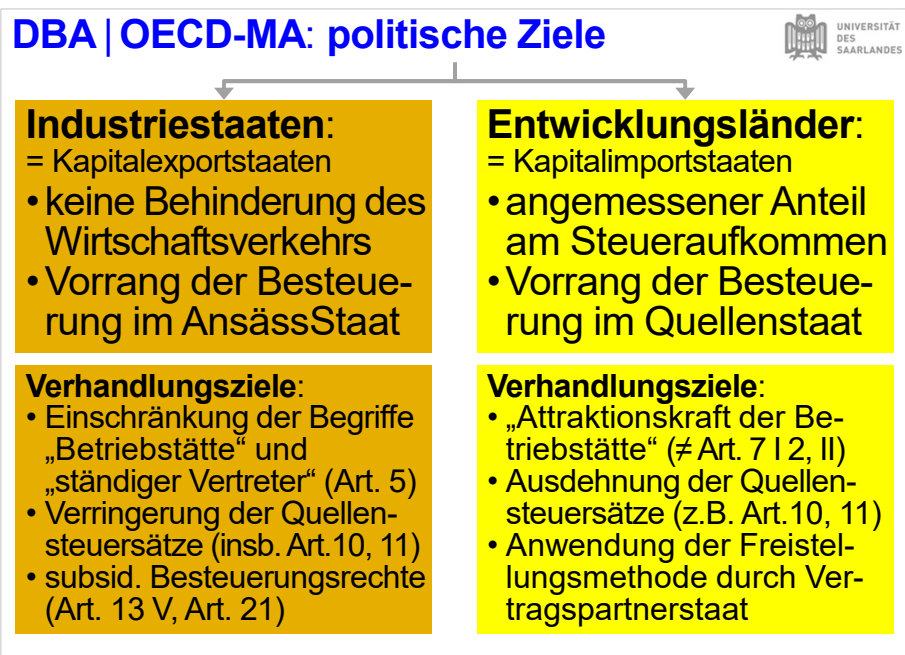 DBA | OECD-MA: politische Ziele
UNIVERSITÄT
DES
SAARLANDES
Industriestaaten:
= Kapitalexportstaaten
• keine Behinderung des
Wirtschaftsverkehrs
• Vorrang der Besteue-
rung im AnsässStaat
Entwicklungsländer:
= Kapitalimportstaaten
• angemessener Anteil
am Steueraufkommen
• Vorrang der Besteue-
rung im Quellenstaat
Verhandlungsziele:
• Einschränkung der Begriffe
„Betriebstätte“ und
„ständiger Vertreter“ (Art. 5)
• Verringerung der Quellen-
steuersätze (insb. Art.10, 11)
• subsid. Besteuerungsrechte
(Art. 13 V, Art. 21)
Verhandlungsziele:
• „Attraktionskraft der Be-
triebstätte“ (≠ Art. 7 I 2, II)
• Ausdehnung der Quellen-
steuersätze (z.B. Art.10, 11)
• Anwendung der Freistel-
lungsmethode durch Ver-
tragspartnerstaat